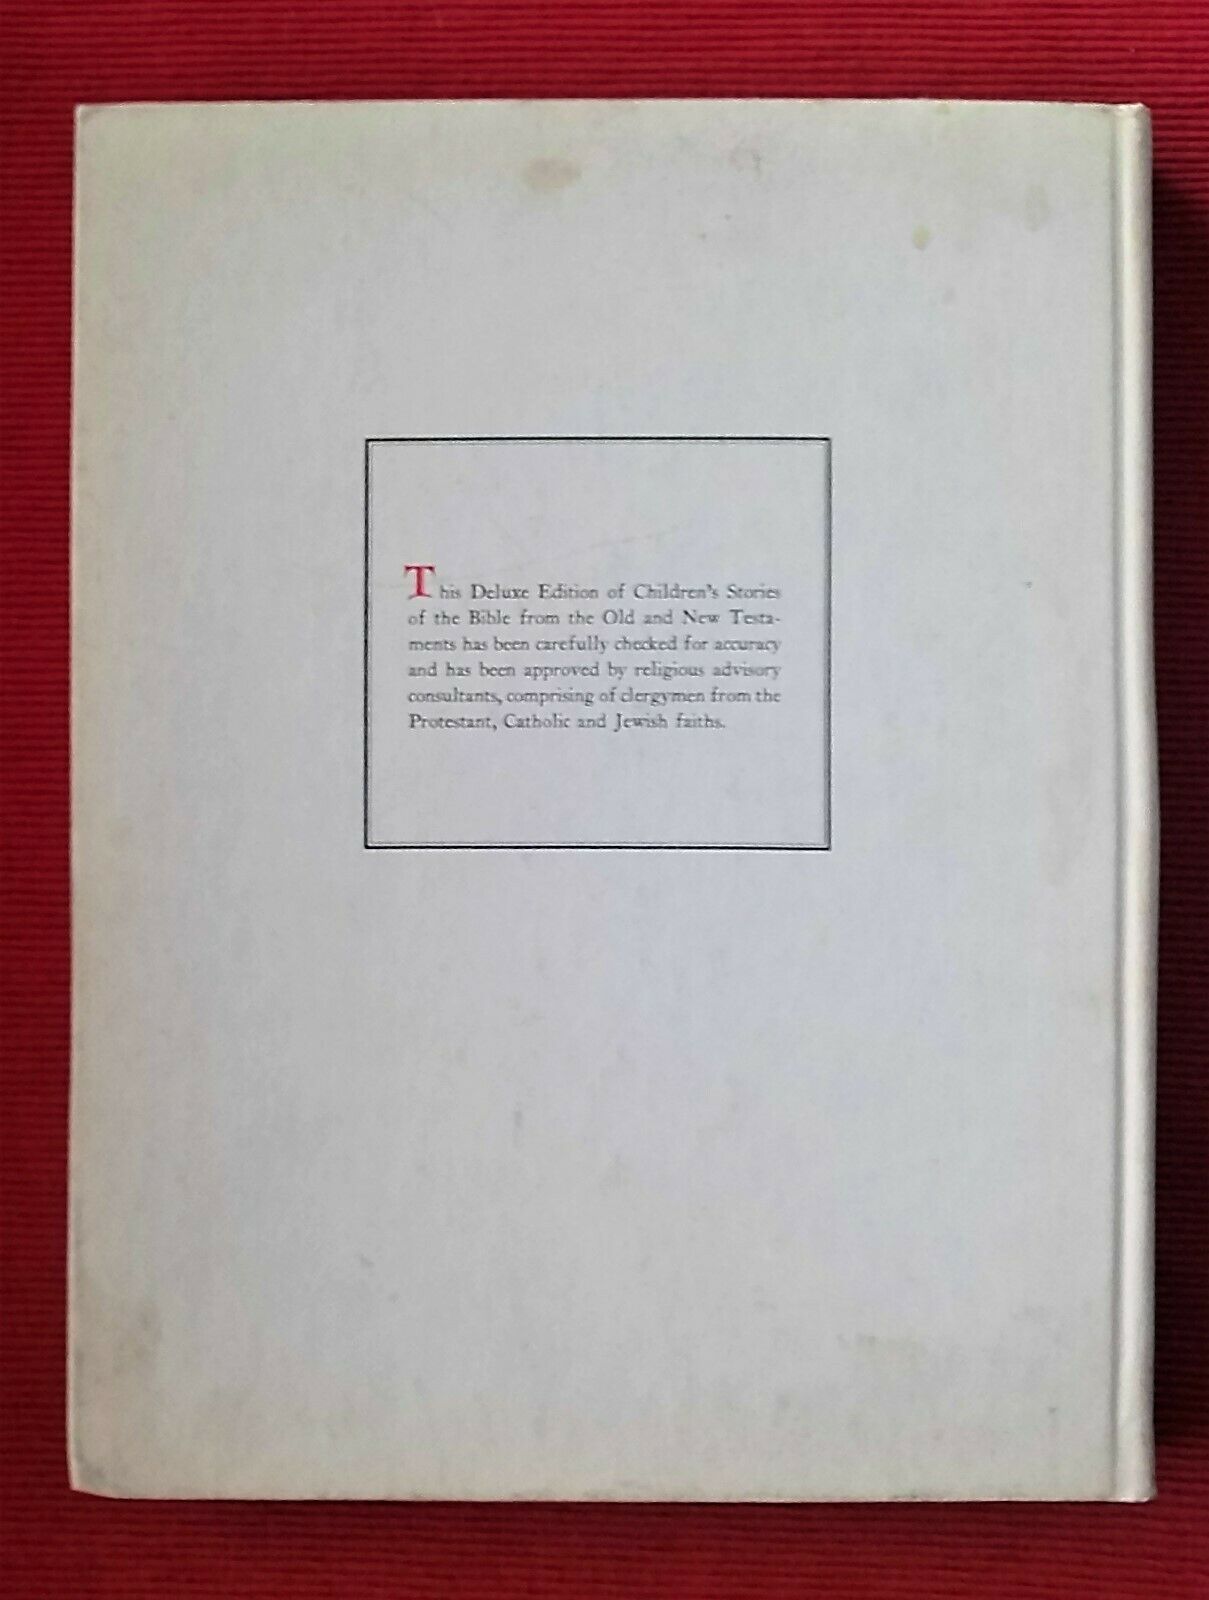 This Deluxe Edition of Children's Stories
of the Bible from the Old and New Testa-
ments has been carefully checked for accuracy
and has been approved by religious advisory
consultants, comprising of clergymen from the
Protestant, Catholic and Jewish faiths.